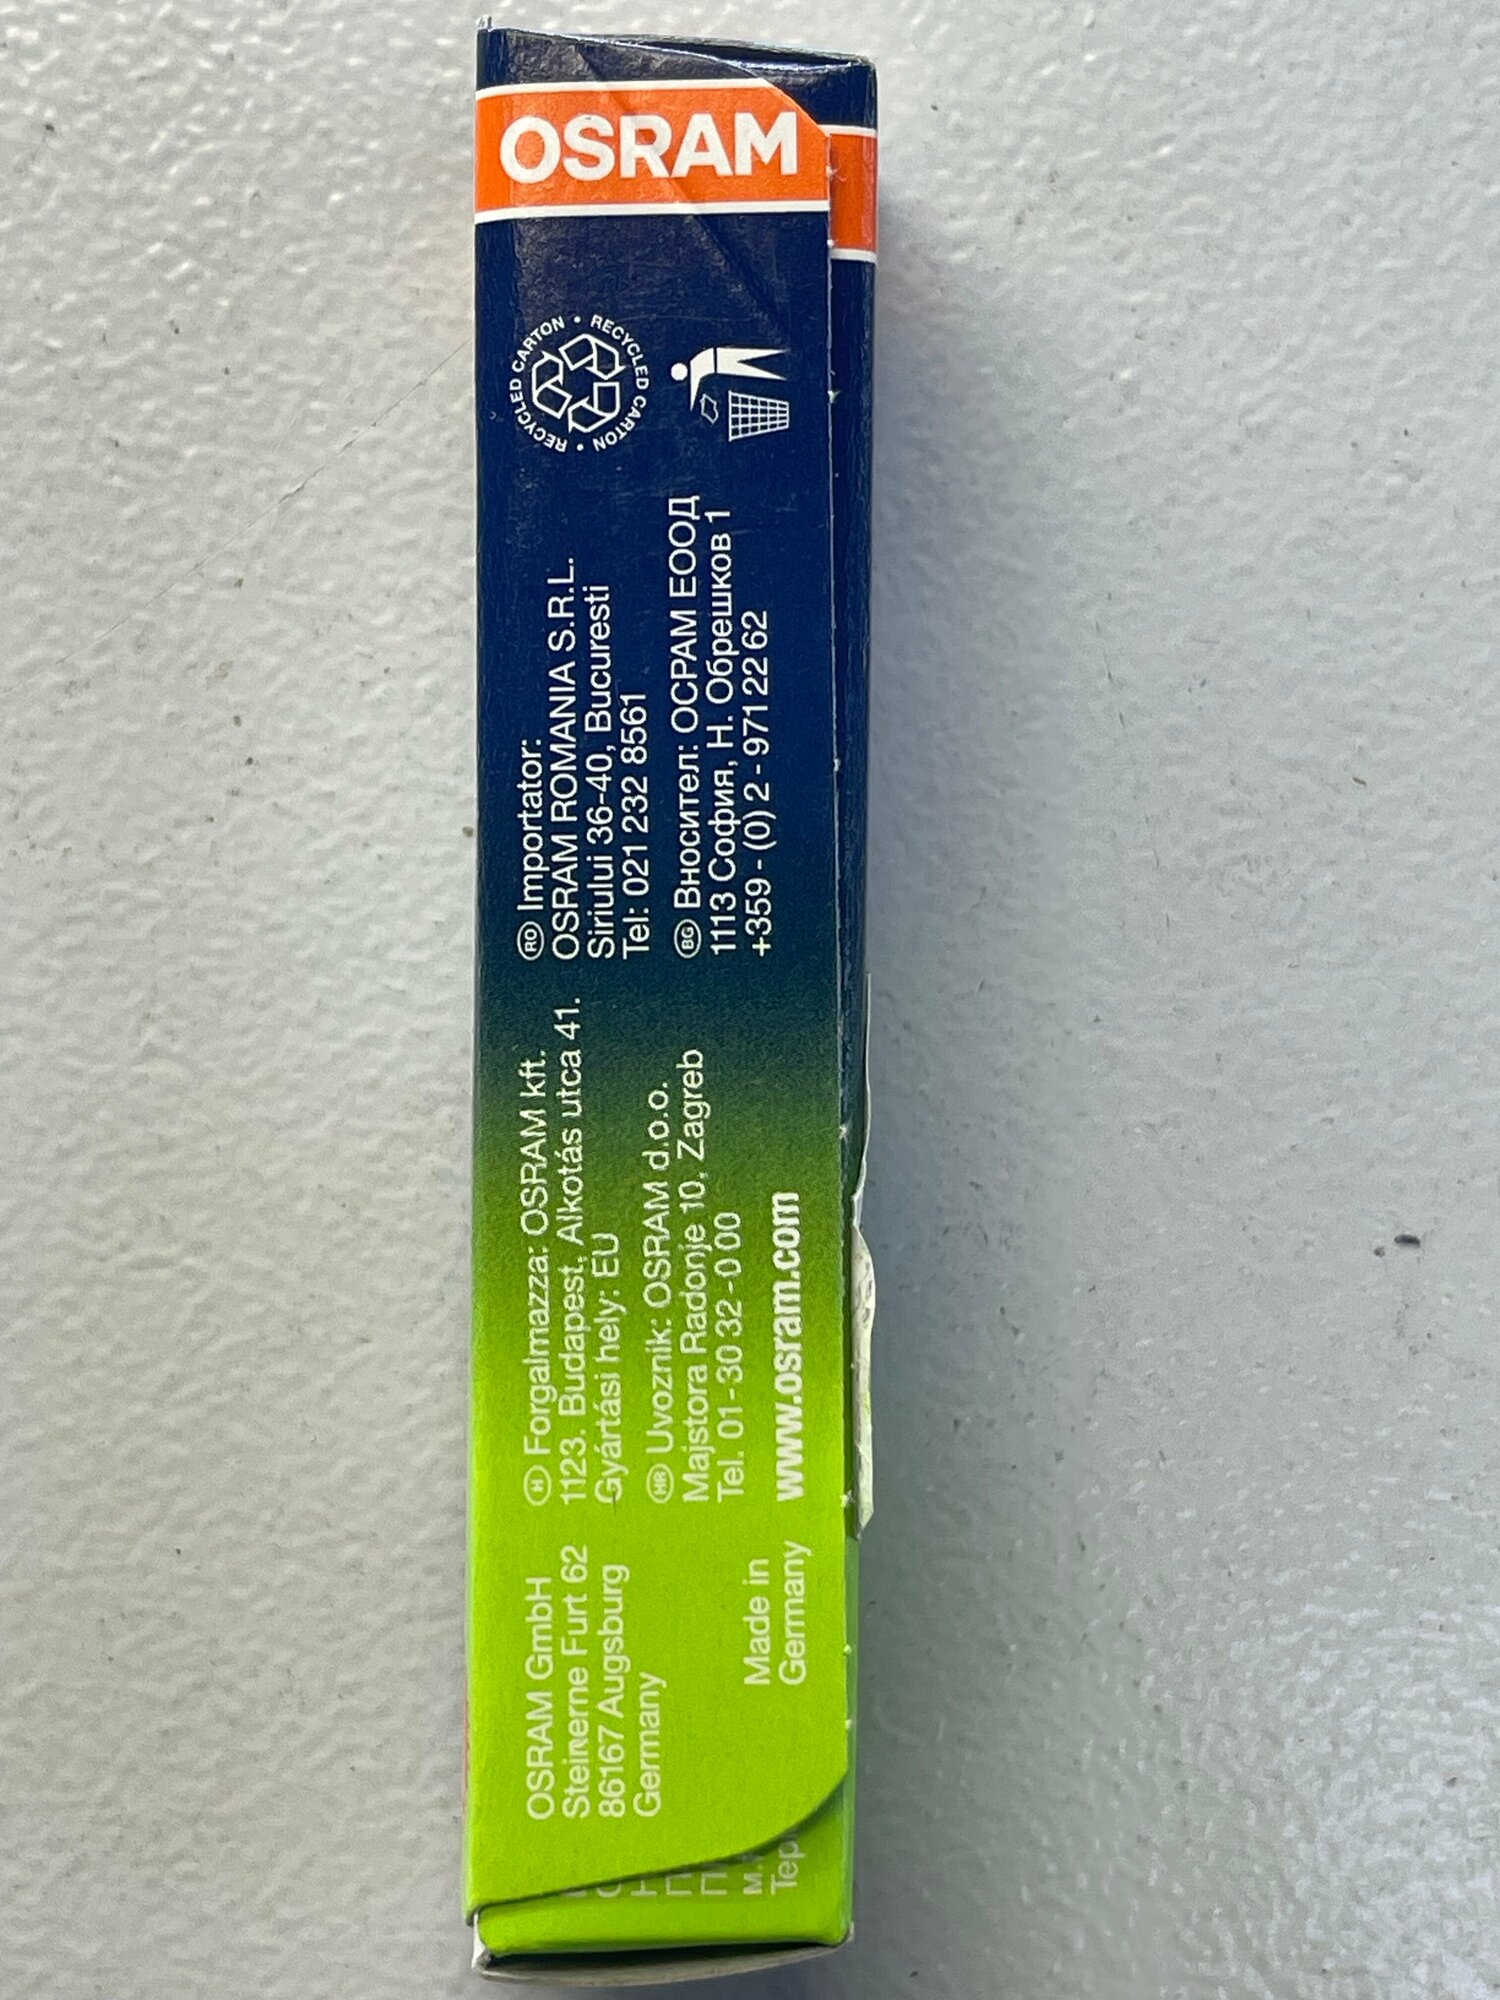 OSRAM
RECYCLED CARTON • RECYCLED CARTON • RECYCLED CARTON •
OSRAM GmbH
Steinerne Furt 62
86167 Augsburg
Germany
Made in
Germany
H Forgalmazza: OSRAM kft.
1123. Budapest, Alkotás utca 41.
Gyártási hely: EU
HR Uvoznik: OSRAM d.o.o.
Majstora Radonje 10, Zagreb
Tel. 01-30 32-0 00
www.osram.com
RO Importator:
OSRAM ROMANIA S.R.L.
Siriului 36-40, Bucuresti
Tel: 021 232 8561
BG Вносител: ОСРАМ ЕООД
1113 София, Н. Обрешков 1
+359 - (0) 2 - 971 22 62